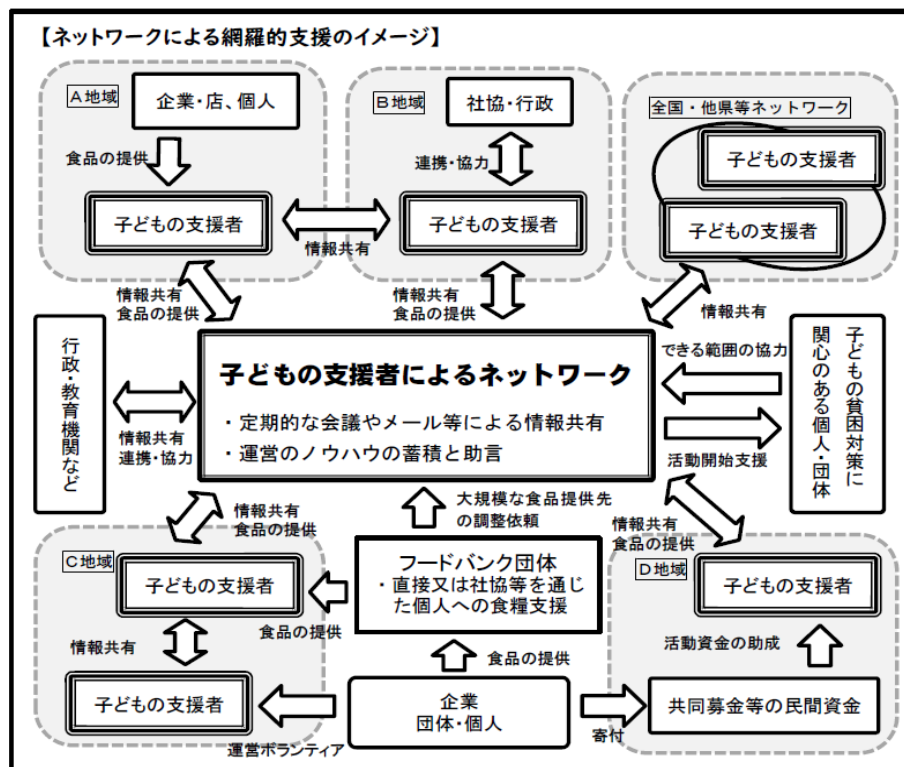 【ネットワークによる網羅的支援のイメージ】
A地域
企業・店、個人
食品の提供
子どもの支援者
B地域
社協・行政
連携・協力
子どもの支援者
情報共有
全国・他県等ネットワーク
子どもの支援者
子どもの支援者
情報共有
食品の提供
情報共有
食品の提供
情報共有
行政・教育機関など
情報共有
連携・協力
子どもの支援者によるネットワーク
・定期的な会議やメール等による情報共有
・運営のノウハウの蓄積と助言
できる範囲の協力
活動開始支援
子どもの貧困対策に
関心のある個人・団体
情報共有
食品の提供
大規模な食品提供先
の調整依頼
情報共有
食品の提供
C地域
子どもの支援者
情報共有
子どもの支援者
食品の提供
フードバンク団体
・直接又は社協等を通じ
た個人への食糧支援
食品の提供
D地域
子どもの支援者
活動資金の助成
共同募金等の民間資金
企業
団体・個人
運営ボランティア
寄付